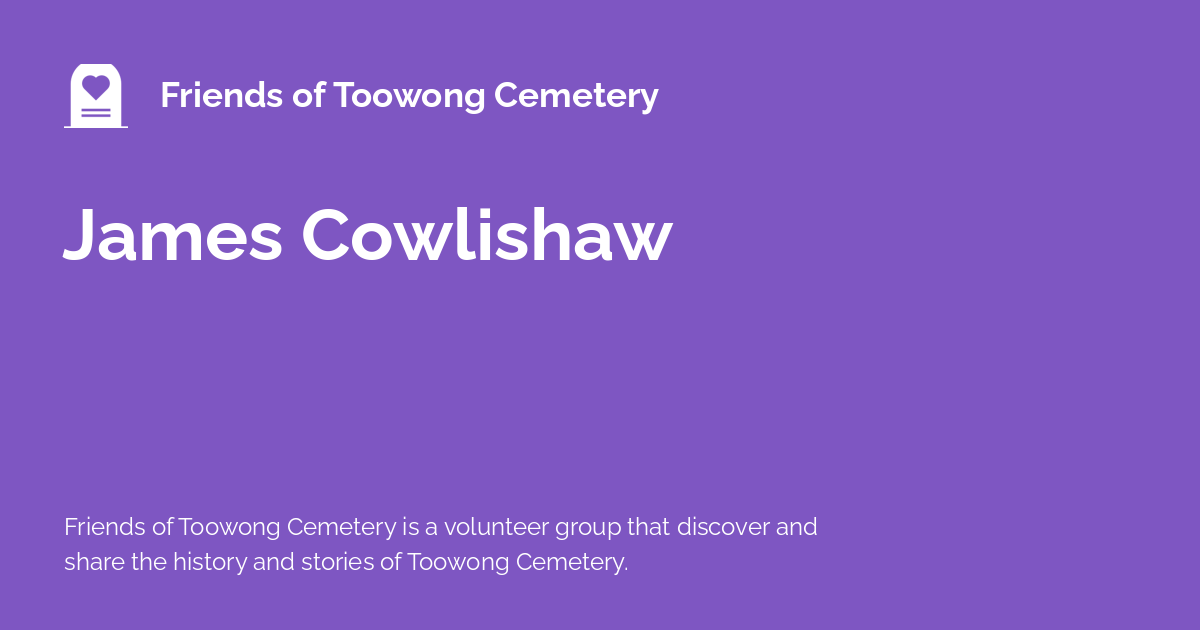 Friends of Toowong Cemetery
James Cowlishaw
Friends of Toowong Cemetery is a volunteer group that discover and
share the history and stories of Toowong Cemetery.